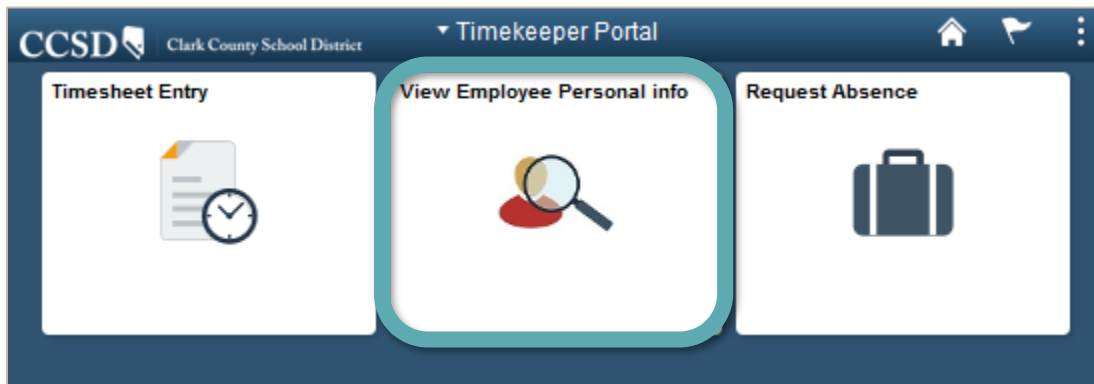 CCSD Clark County School District
Timekeeper Portal
Timesheet Entry
View Employee Personal info
Request Absence